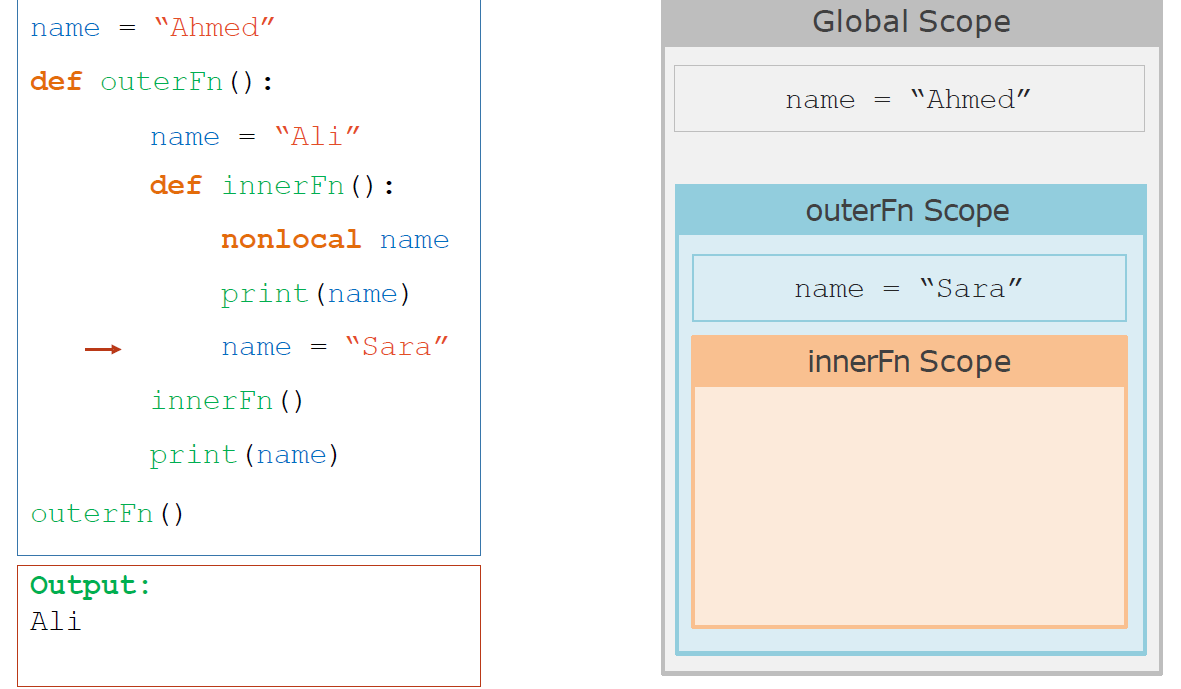 name = “Ahmed”
def outerFn():
name = “Ali”
def innerFn():
nonlocal name
print(name)
name = “Sara”
innerFn()
print(name)
outerFn()
Output:
Ali
Global Scope
name = “Ahmed”
outerFn Scope
name = “Sara”
innerFn Scope